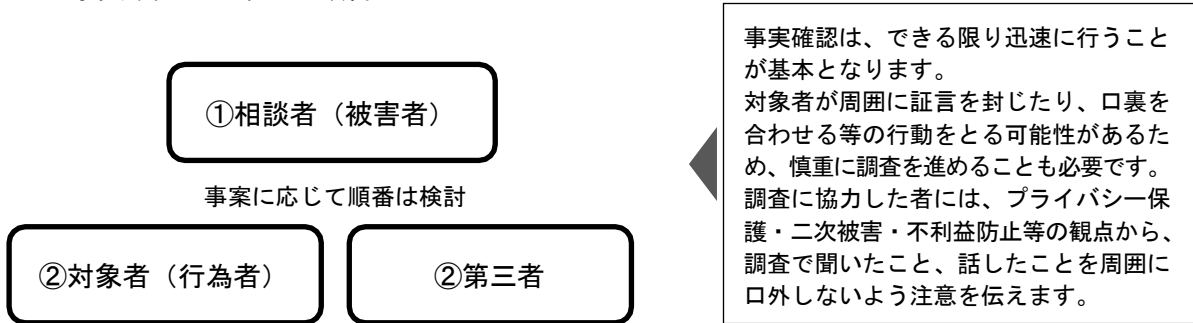 ①相談者(被害者)
事案に応じて順番は検討
②対象者(行為者)
②第三者
事実確認は、できる限り迅速に行うこと
が基本となります。
対象者が周囲に証言を封じたり、口裏を
合わせる等の行動をとる可能性があるた
め、慎重に調査を進めることも必要です。
調査に協力した者には、プライバシー保
護・二次被害・不利益防止等の観点から、
調査で聞いたこと、話したことを周囲に
口外しないよう注意を伝えます。